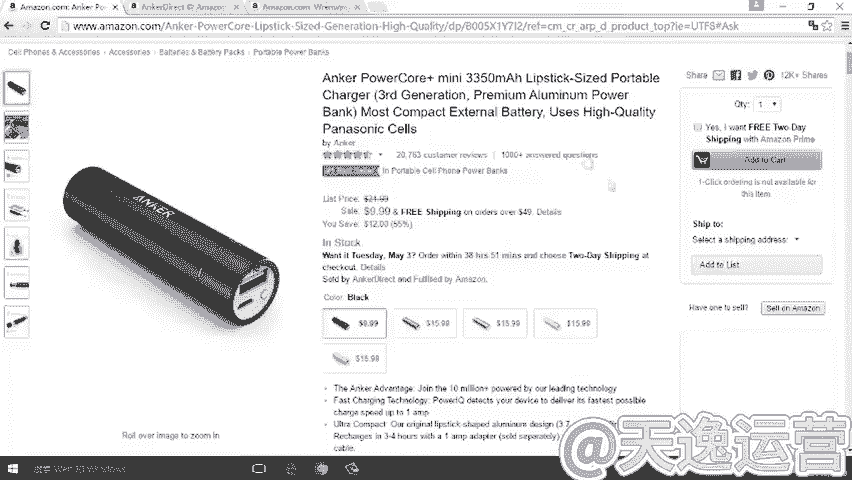 Amazon.com: Anker Po
AnkerDirect @ Amazon
Amazon.com: Wrenwy
www.amazon.com/Anker-PowerCore-Lipstick-Sized-Generation-High-Quality/dp/B005X1Y7I2/ref=cm_cr_arp_d_product_top?ie=UTF8#Ask
Cell Phones & Accessories › Accessories › Batteries & Battery Packs › Portable Power Banks
Anker PowerCore+ mini 3350mAh Lipstick-Sized Portable
Charger (3rd Generation, Premium Aluminum Power
Bank) Most Compact External Battery, Uses High-Quality
Panasonic Cells
by Anker
20,763 customer reviews | 1000+ answered questions
in Portable Cell Phone Power Banks
List Price: $21.99
Sale: $9.99 & FREE Shipping on orders over $49. Details
You Save: $12.00 (55%)
In Stock
Want it Tuesday, May 3? Order within 38 hrs 51 mins and choose Two-Day Shipping at
checkout. Details
Sold by AnkerDirect and Fulfilled by Amazon.
Color: Black
$9.99
$15.99
$15.99
$15.99
$15.98
The Anker Advantage: Join the 10 million+ powered by our leading technology
Fast Charging Technology: PowerIQ detects your device to deliver its fastest possible
charge speed up to 1 amp
Ultra Compact: Our original lipstick-shaped aluminum design (3.7
Recharges in 3-4 hours with a 1 amp adapter (sold separately)
cable.
ANKER
Roll over image to zoom in
Share
12K+ Shares
Qty: 1
Yes, I want FREE Two-Day
Shipping with Amazon Prime
Add to Cart
1-Click ordering is not available for
this item.
Ship to:
Select a shipping address:
Add to List
Have one to sell?
Sell on Amazon
@天逸运营